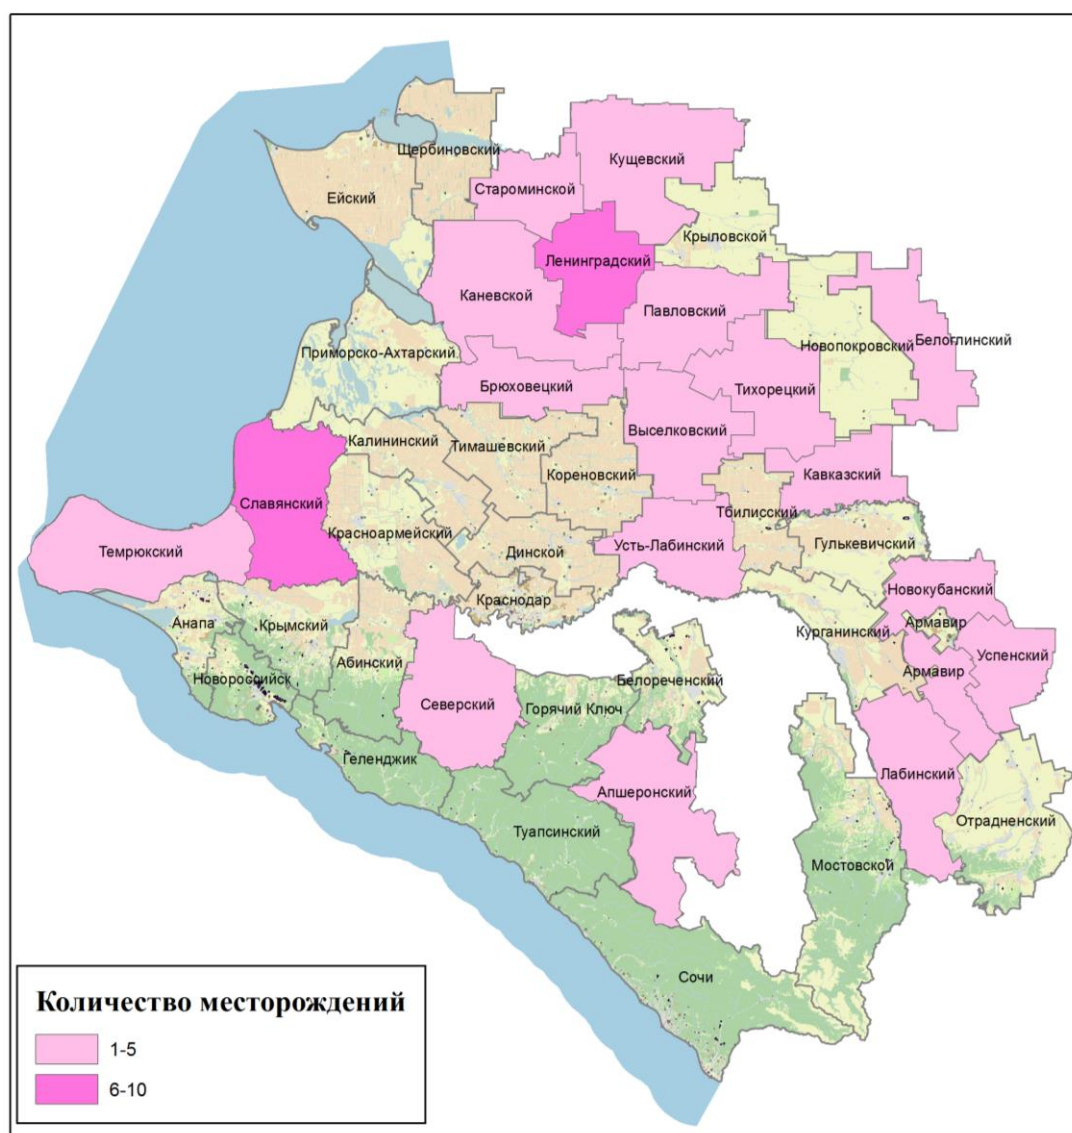 Щербиновский
Кущевский
Староминской
Ейский
Крыловской
Ленинградский
Каневской
Павловский
Белоглинский
Новопокровский
Приморско-Ахтарский
Брюховецкий
Тихорецкий
Выселковский
Калининский
Тимашевский
Кореновский
Кавказский
Славянский
Тбилисский
Красноармейский
Гулькевичский
Усть-Лабинский
Темрюкский
Динской
Новокубанский
Краснодар
Анапа
Крымский
Армавир
Курганинский
Успенский
Абинский
Армавир
Новороссийск
Белореченский
Северский
Горячий Ключ
Геленджик
Апшеронский
Лабинский
Отрадненский
Туапсинский
Мостовской
Сочи
Количество месторождений
1-5
6-10